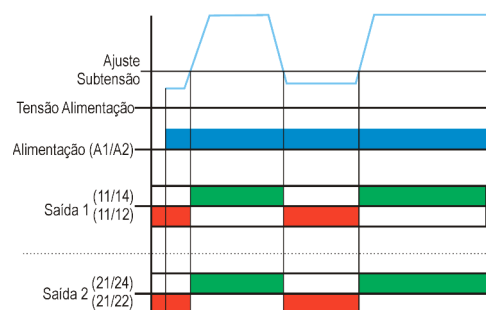 Ajuste
Subtensão
Tensão Alimentação
Alimentação (A1/A2)
(11/14)
Saída 1 (11/12)
(21/24)
Saída 2 (21/22)